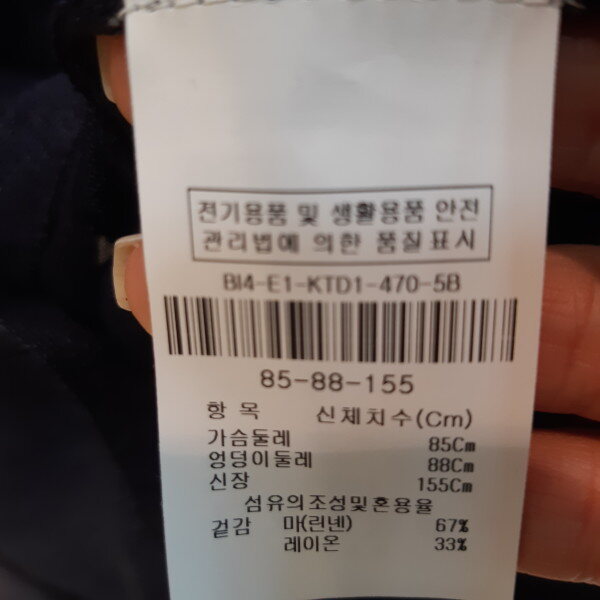 전기용품 및 생활용품 안전
관리법에 의한 품질표시
BI4-E1-KTD1-470-5B
85-88-155
항 목 신체치수(Cm)
가슴둘레 85Cm
엉덩이둘레 88Cm
신장 155Cm
섬유의조성및혼용율
겉감 마(린넨) 67%
레이온 33%